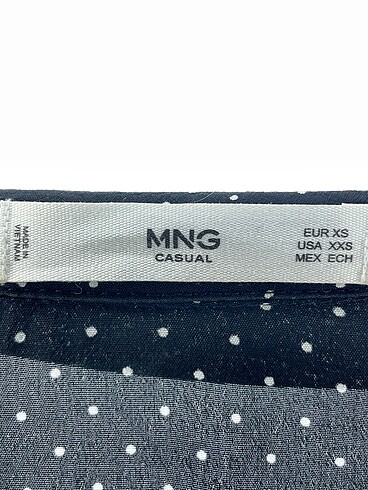 MADE IN
VIETNAM
MNG
CASUAL
EUR XS
USA XXS
MEX ECH